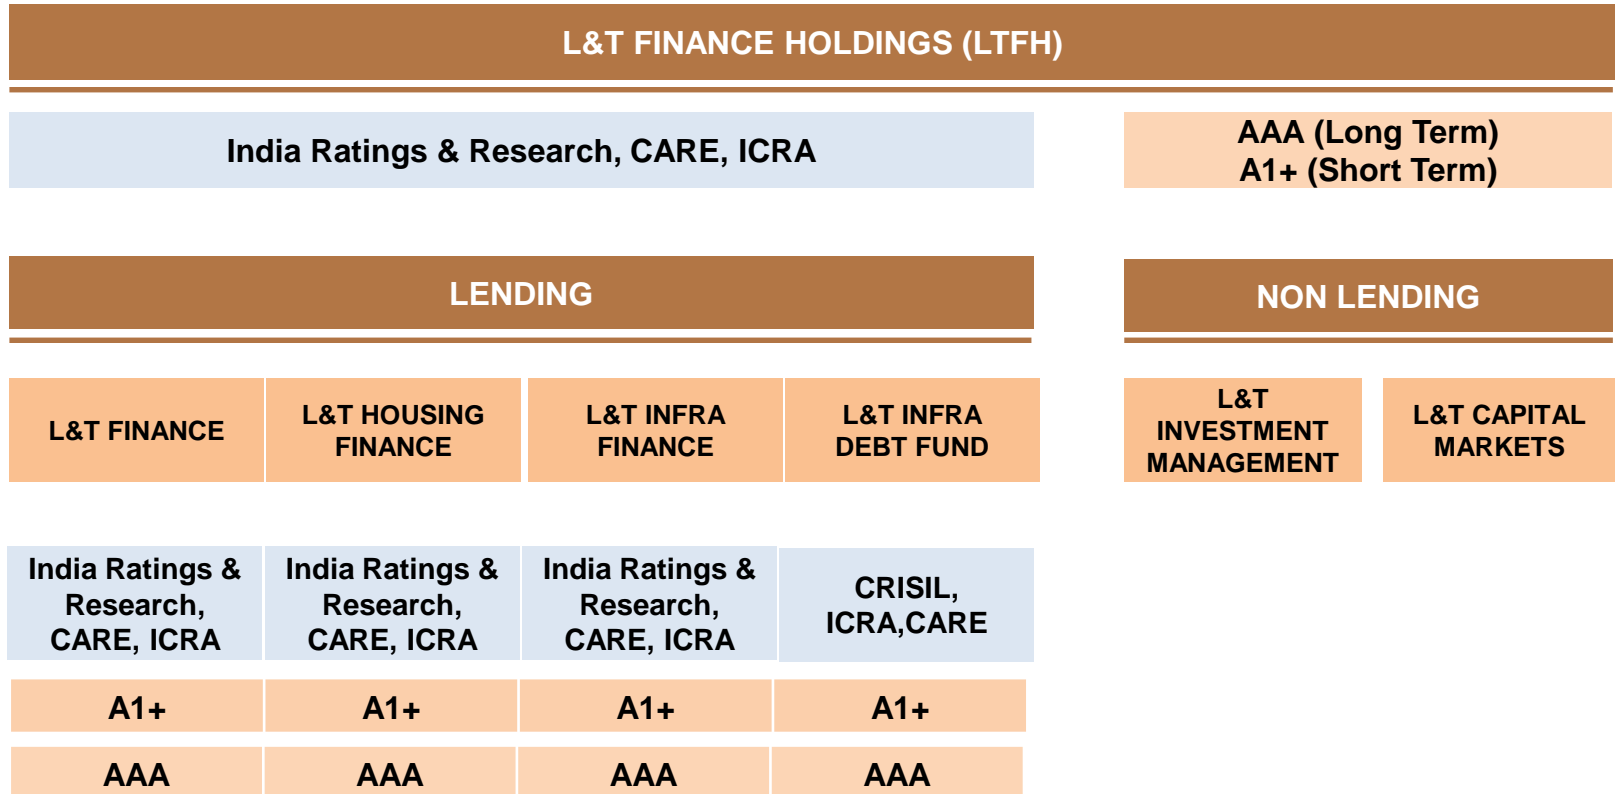 L&T FINANCE HOLDINGS (LTFH)
India Ratings & Research, CARE, ICRA
AAA (Long Term)
A1+ (Short Term)
LENDING
NON LENDING
L&T FINANCE
L&T HOUSING
FINANCE
L&T INFRA
FINANCE
L&T INFRA
DEBT FUND
L&T
INVESTMENT
MANAGEMENT
L&T CAPITAL
MARKETS
India Ratings &
Research,
CARE, ICRA
India Ratings &
Research,
CARE, ICRA
India Ratings &
Research,
CARE, ICRA
CRISIL,
ICRA,CARE
A1+
A1+
A1+
A1+
AAA
AAA
AAA
AAA